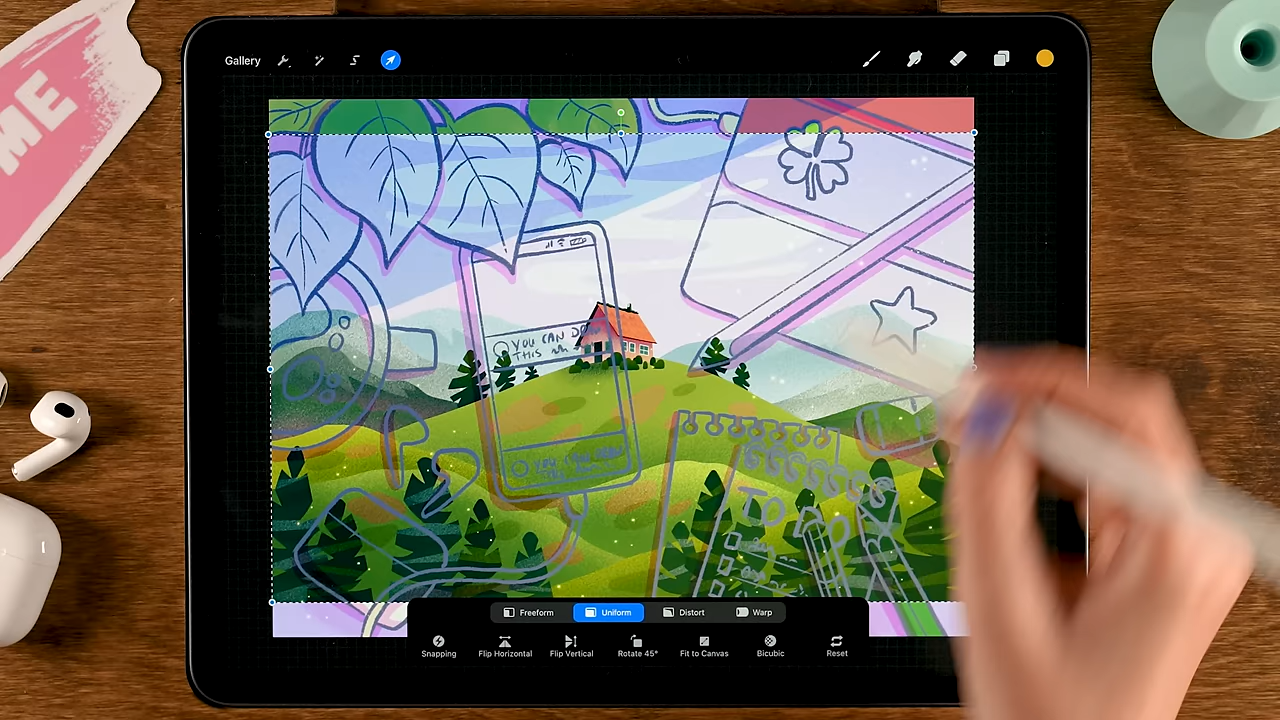 ME
Gallery
YOU CAN DO
THIS
TO
Freeform
Uniform
Distort
Warp
Snapping
Flip Horizontal
Flip Vertical
Rotate 45°
Fit to Canvas
Bicubic
Reset